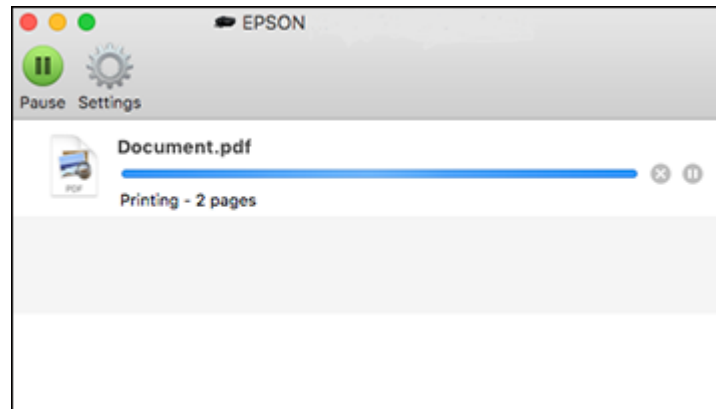 EPSON
Pause Settings
Document.pdf
PDF
Printing - 2 pages